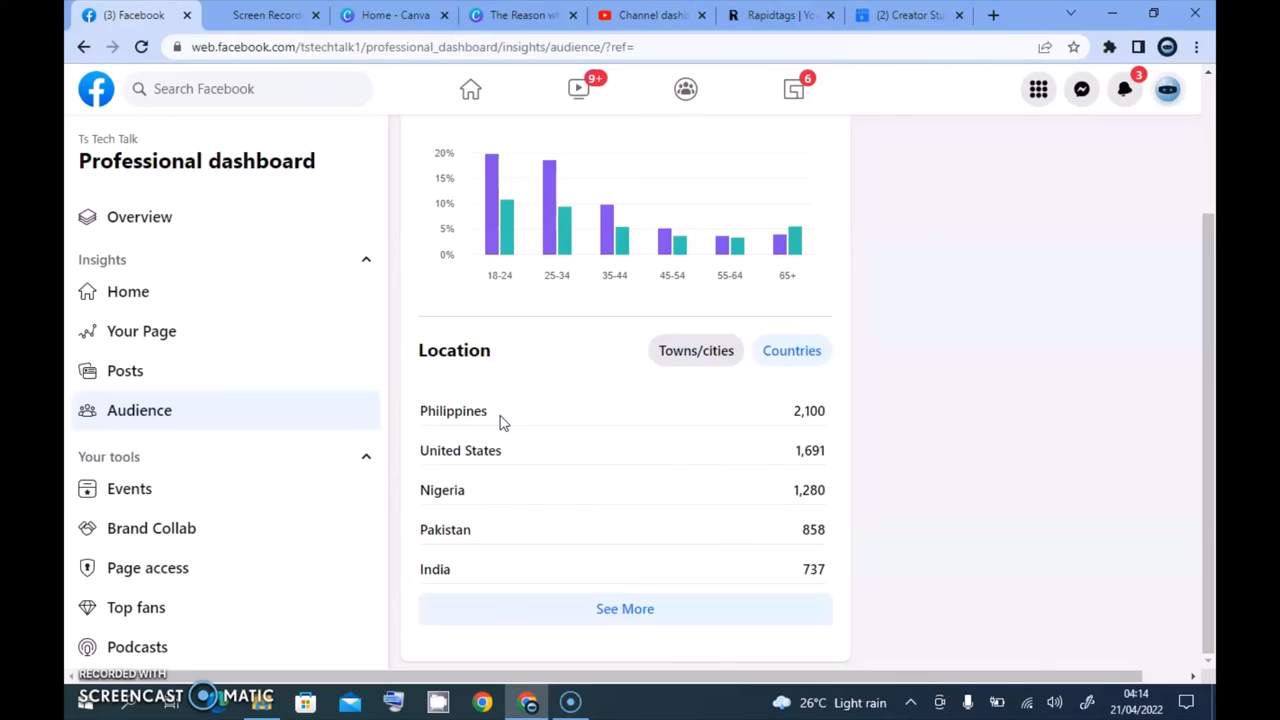 (3) Facebook
Screen Record
Home - Canva
The Reason w
Channel dashb
Rapidtags | Yo
(2) Creator Stu
web.facebook.com/tstechtalk1/professional_dashboard/insights/audience/?ref=
Search Facebook
9+
6
3
Ts Tech Talk
Professional dashboard
Overview
Insights
Home
Your Page
Posts
Audience
Your tools
Events
Brand Collab
Page access
Top fans
Podcasts
20%
15%
10%
5%
0%
18-24 25-34 35-44 45-54 55-64 65+
Location Towns/cities Countries
Philippines 2,100
United States 1,691
Nigeria 1,280
Pakistan 858
India 737
See More
RECORDED WITH
SCREENCAST MATIC
26°C Light rain
04:14
21/04/2022